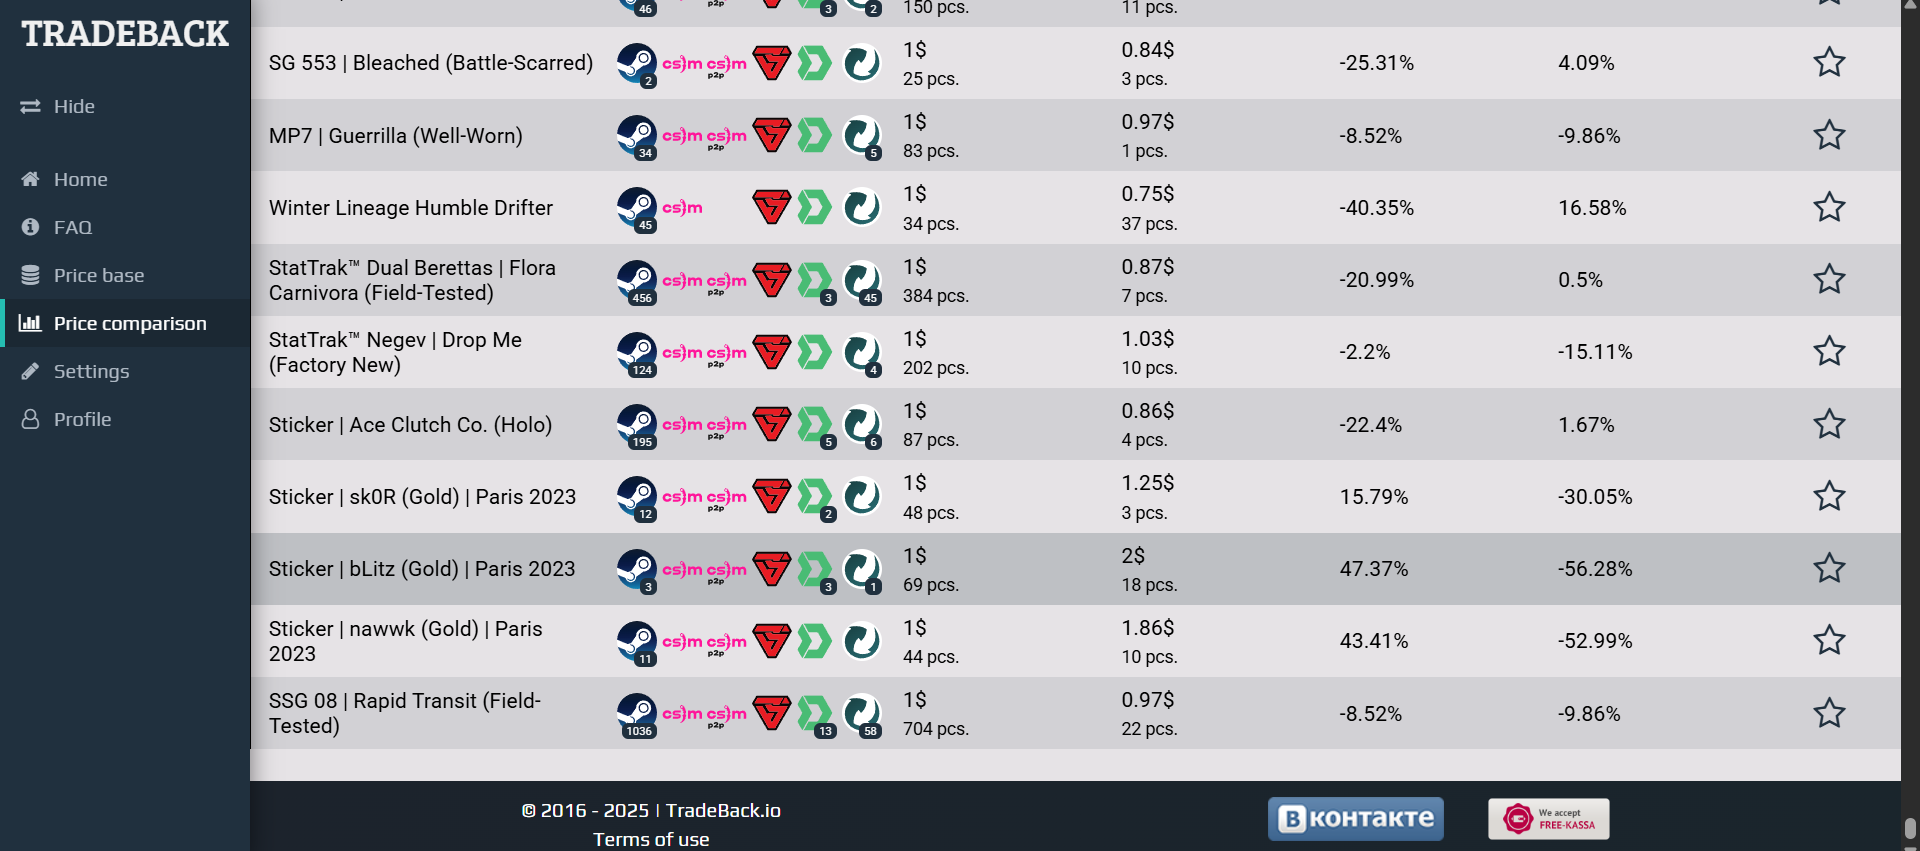 TRADEBACK
Hide
Home
FAQ
Price base
Price comparison
Settings
Profile
46
p2p
3
2
150 pcs.
11 pcs.
SG 553 | Bleached (Battle-Scarred)
2
cs)m cs)m
p2p
1$
25 pcs.
0.84$
3 pcs.
-25.31%
4.09%
MP7 | Guerrilla (Well-Worn)
34
cs)m cs)m
p2p
5
1$
83 pcs.
0.97$
1 pcs.
-8.52%
-9.86%
Winter Lineage Humble Drifter
45
cs)m
1$
34 pcs.
0.75$
37 pcs.
-40.35%
16.58%
StatTrak™ Dual Berettas | Flora
Carnivora (Field-Tested)
456
cs)m cs)m
p2p
3
45
1$
384 pcs.
0.87$
7 pcs.
-20.99%
0.5%
StatTrak™ Negev | Drop Me
(Factory New)
124
cs)m cs)m
p2p
4
1$
202 pcs.
1.03$
10 pcs.
-2.2%
-15.11%
Sticker | Ace Clutch Co. (Holo)
195
cs)m cs)m
p2p
5
6
1$
87 pcs.
0.86$
4 pcs.
-22.4%
1.67%
Sticker | sk0R (Gold) | Paris 2023
12
cs)m cs)m
p2p
2
1$
48 pcs.
1.25$
3 pcs.
15.79%
-30.05%
Sticker | bLitz (Gold) | Paris 2023
3
cs)m cs)m
p2p
3
1
1$
69 pcs.
2$
18 pcs.
47.37%
-56.28%
Sticker | nawwk (Gold) | Paris
2023
11
cs)m cs)m
p2p
1$
44 pcs.
1.86$
10 pcs.
43.41%
-52.99%
SSG 08 | Rapid Transit (Field-
Tested)
1036
cs)m cs)m
p2p
13
58
1$
704 pcs.
0.97$
22 pcs.
-8.52%
-9.86%
© 2016 - 2025 | TradeBack.io
Terms of use
В контакте
We accept
FREE-KASSA